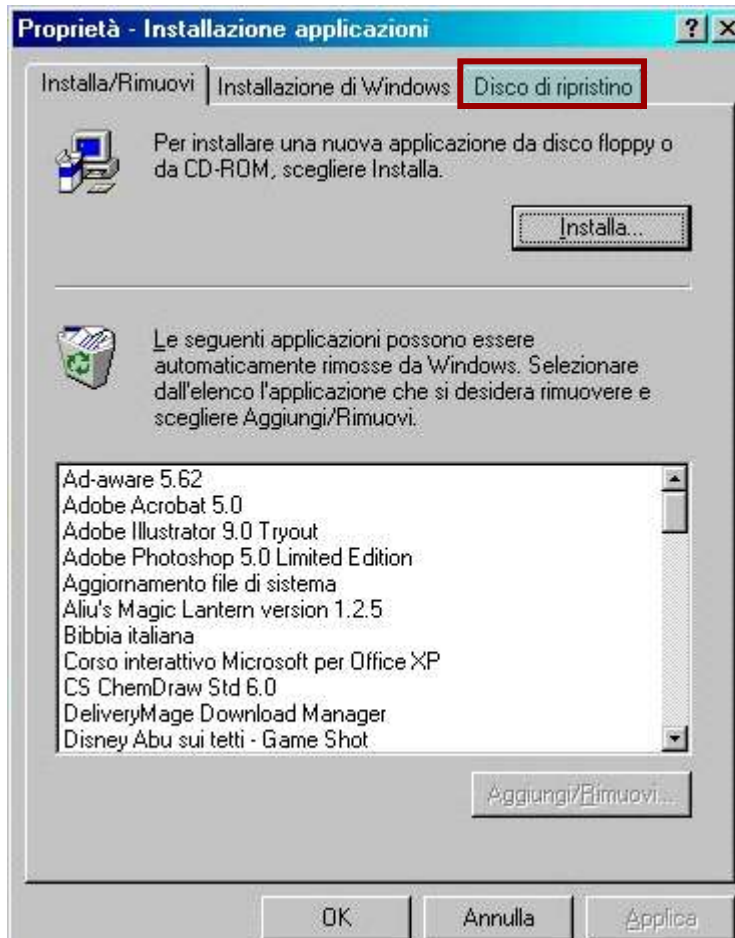 Proprietà - Installazione applicazioni
Installa/Rimuovi
Installazione di Windows
Disco di ripristino
Per installare una nuova applicazione da disco floppy o
da CD-ROM, scegliere Installa.
Installa...
Le seguenti applicazioni possono essere
automaticamente rimosse da Windows. Selezionare
dall'elenco l'applicazione che si desidera rimuovere e
scegliere Aggiungi/Rimuovi.
Ad-aware 5.62
Adobe Acrobat 5.0
Adobe Illustrator 9.0 Tryout
Adobe Photoshop 5.0 Limited Edition
Aggiornamento file di sistema
Aliu's Magic Lantern version 1.2.5
Bibbia italiana
Corso interattivo Microsoft per Office XP
CS ChemDraw Std 6.0
DeliveryMage Download Manager
Disney Abu sui tetti - Game Shot
Aggiungi/Rimuovi...
OK
Annulla
Applica